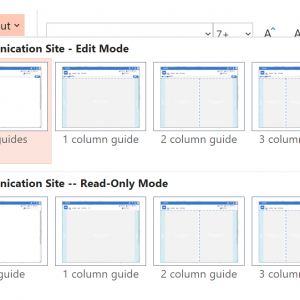 ut
7+
A
A
nication Site - Edit Mode
guides
1 column guide
2 column guide
3 column
nication Site -- Read-Only Mode
guide
1 column guide
2 column guide
3 column